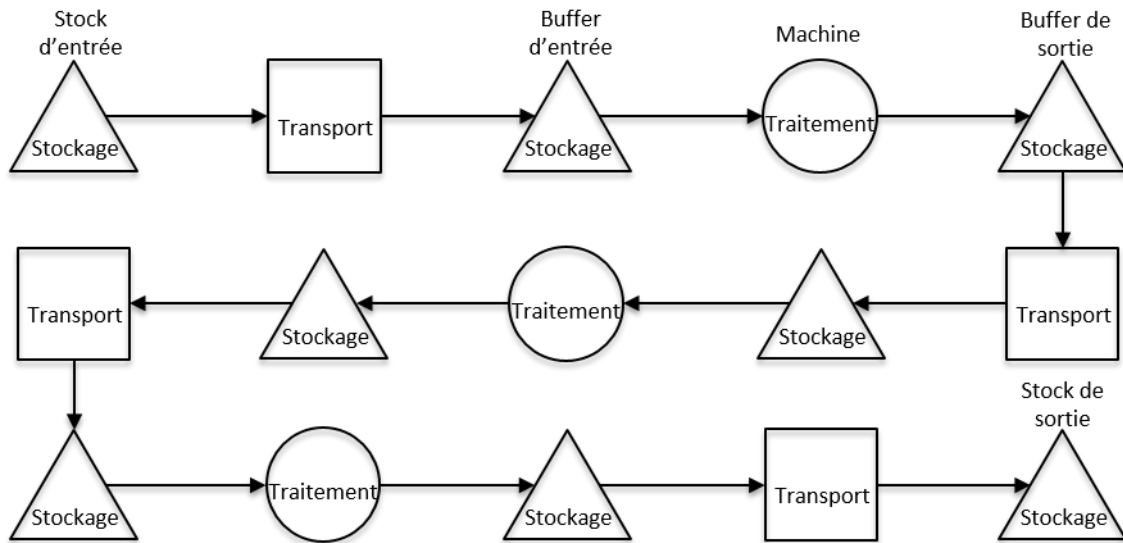 Stock
d'entrée
Buffer
d'entrée
Machine
Buffer de
sortie
Stockage
Transport
Stockage
Traitement
Stockage
Transport
Stockage
Traitement
Stockage
Transport
Stock de
sortie
Stockage
Traitement
Stockage
Transport
Stockage